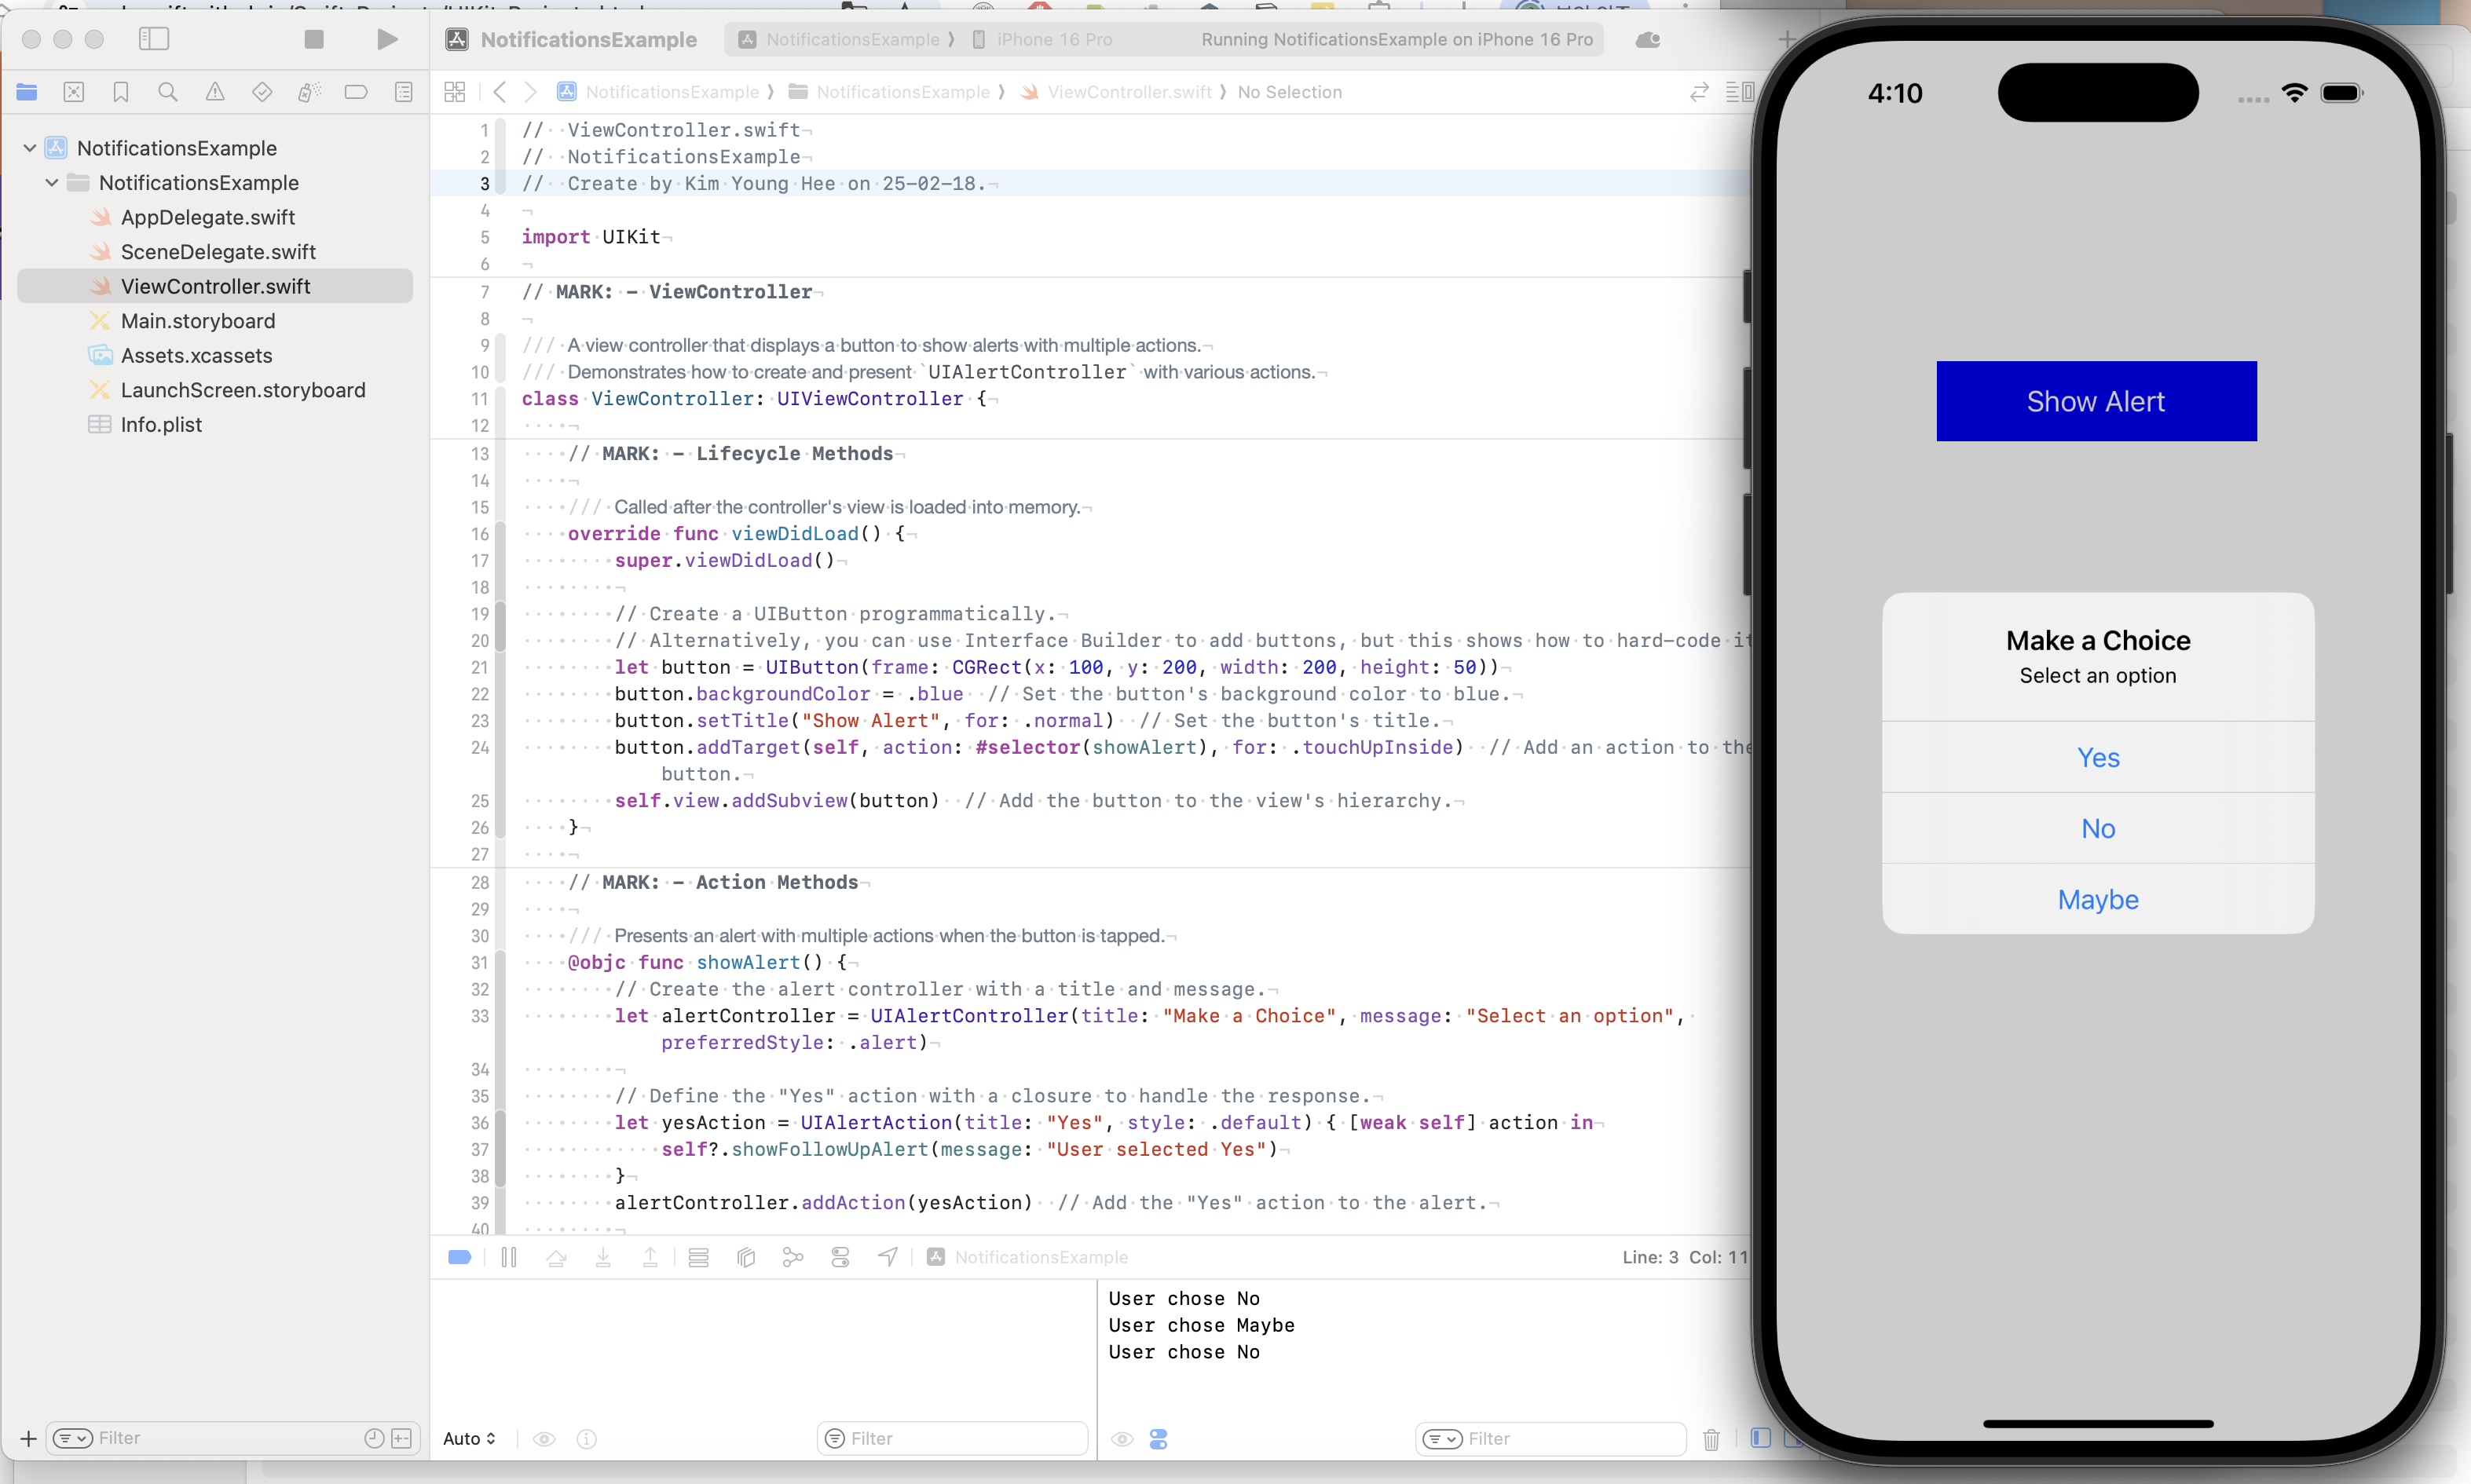 NotificationsExample
NotificationsExample 〉 iPhone 16 Pro
Running NotificationsExample on iPhone 16 Pro
NotificationsExample 〉 NotificationsExample 〉 ViewController.swift 〉 No Selection
NotificationsExample
NotificationsExample
AppDelegate.swift
SceneDelegate.swift
ViewController.swift
Main.storyboard
Assets.xcassets
LaunchScreen.storyboard
Info.plist
Filter
1 //  ViewController.swift
2 //  NotificationsExample
3 //  Create by Kim Young Hee on 25-02-18.
4
5 import UIKit
6
7 // MARK: - ViewController
8
9 /// A view controller that displays a button to show alerts with multiple actions.
10 /// Demonstrates how to create and present `UIAlertController` with various actions.
11 class ViewController: UIViewController {
12
13     // MARK: - Lifecycle Methods
14
15     /// Called after the controller's view is loaded into memory.
16     override func viewDidLoad() {
17         super.viewDidLoad()
18
19         // Create a UIButton programmatically.
20         // Alternatively, you can use Interface Builder to add buttons, but this shows how to hard-code it
21         let button = UIButton(frame: CGRect(x: 100, y: 200, width: 200, height: 50))
22         button.backgroundColor = .blue  // Set the button's background color to blue.
23         button.setTitle("Show Alert", for: .normal)  // Set the button's title.
24         button.addTarget(self, action: #selector(showAlert), for: .touchUpInside)  // Add an action to the
button.
25         self.view.addSubview(button)  // Add the button to the view's hierarchy.
26     }
27
28     // MARK: - Action Methods
29
30     /// Presents an alert with multiple actions when the button is tapped.
31     @objc func showAlert() {
32         // Create the alert controller with a title and message.
33         let alertController = UIAlertController(title: "Make a Choice", message: "Select an option",
preferredStyle: .alert)
34
35         // Define the "Yes" action with a closure to handle the response.
36         let yesAction = UIAlertAction(title: "Yes", style: .default) { [weak self] action in
37             self?.showFollowUpAlert(message: "User selected Yes")
38         }
39         alertController.addAction(yesAction)  // Add the "Yes" action to the alert.
40
NotificationsExample
Line: 3  Col: 11
User chose No
User chose Maybe
User chose No
Auto
Filter
Filter
4:10
Show Alert
Make a Choice
Select an option
Yes
No
Maybe